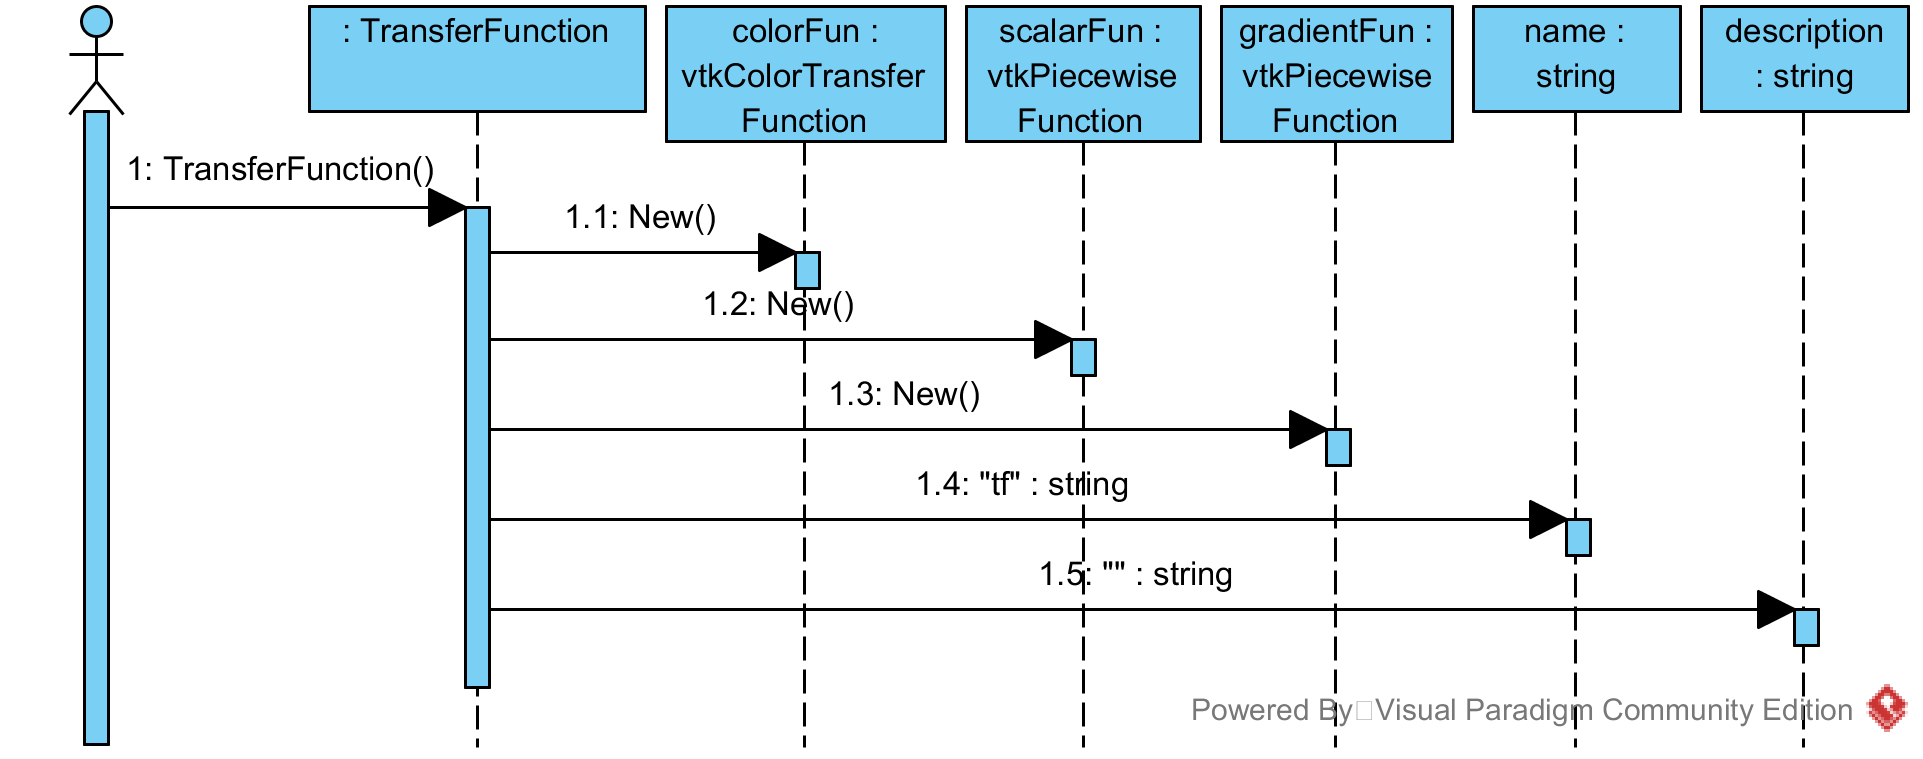 : TransferFunction
colorFun :
vtkColorTransfer
Function
scalarFun :
vtkPiecewise
Function
gradientFun :
vtkPiecewise
Function
name :
string
description
: string
1: TransferFunction()
1.1: New()
1.2: New()
1.3: New()
1.4: "tf" : string
1.5: "" : string
Powered By□Visual Paradigm Community Edition